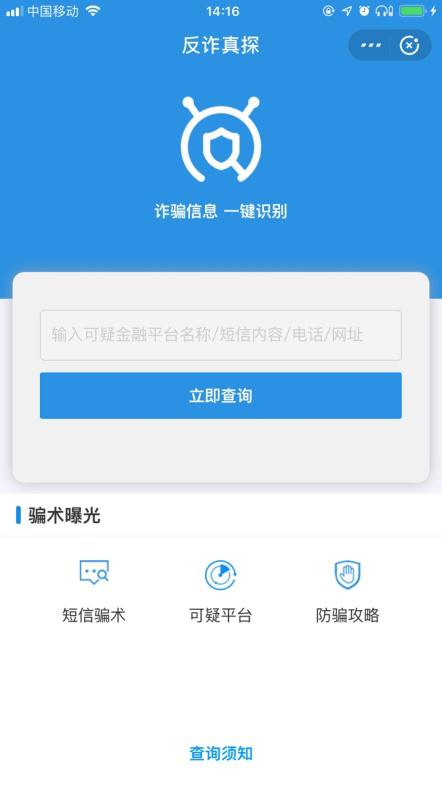 中国移动
14:16
反诈真探
诈骗信息 一键识别
输入可疑金融平台名称/短信内容/电话/网址
立即查询
骗术曝光
短信骗术
可疑平台
防骗攻略
查询须知